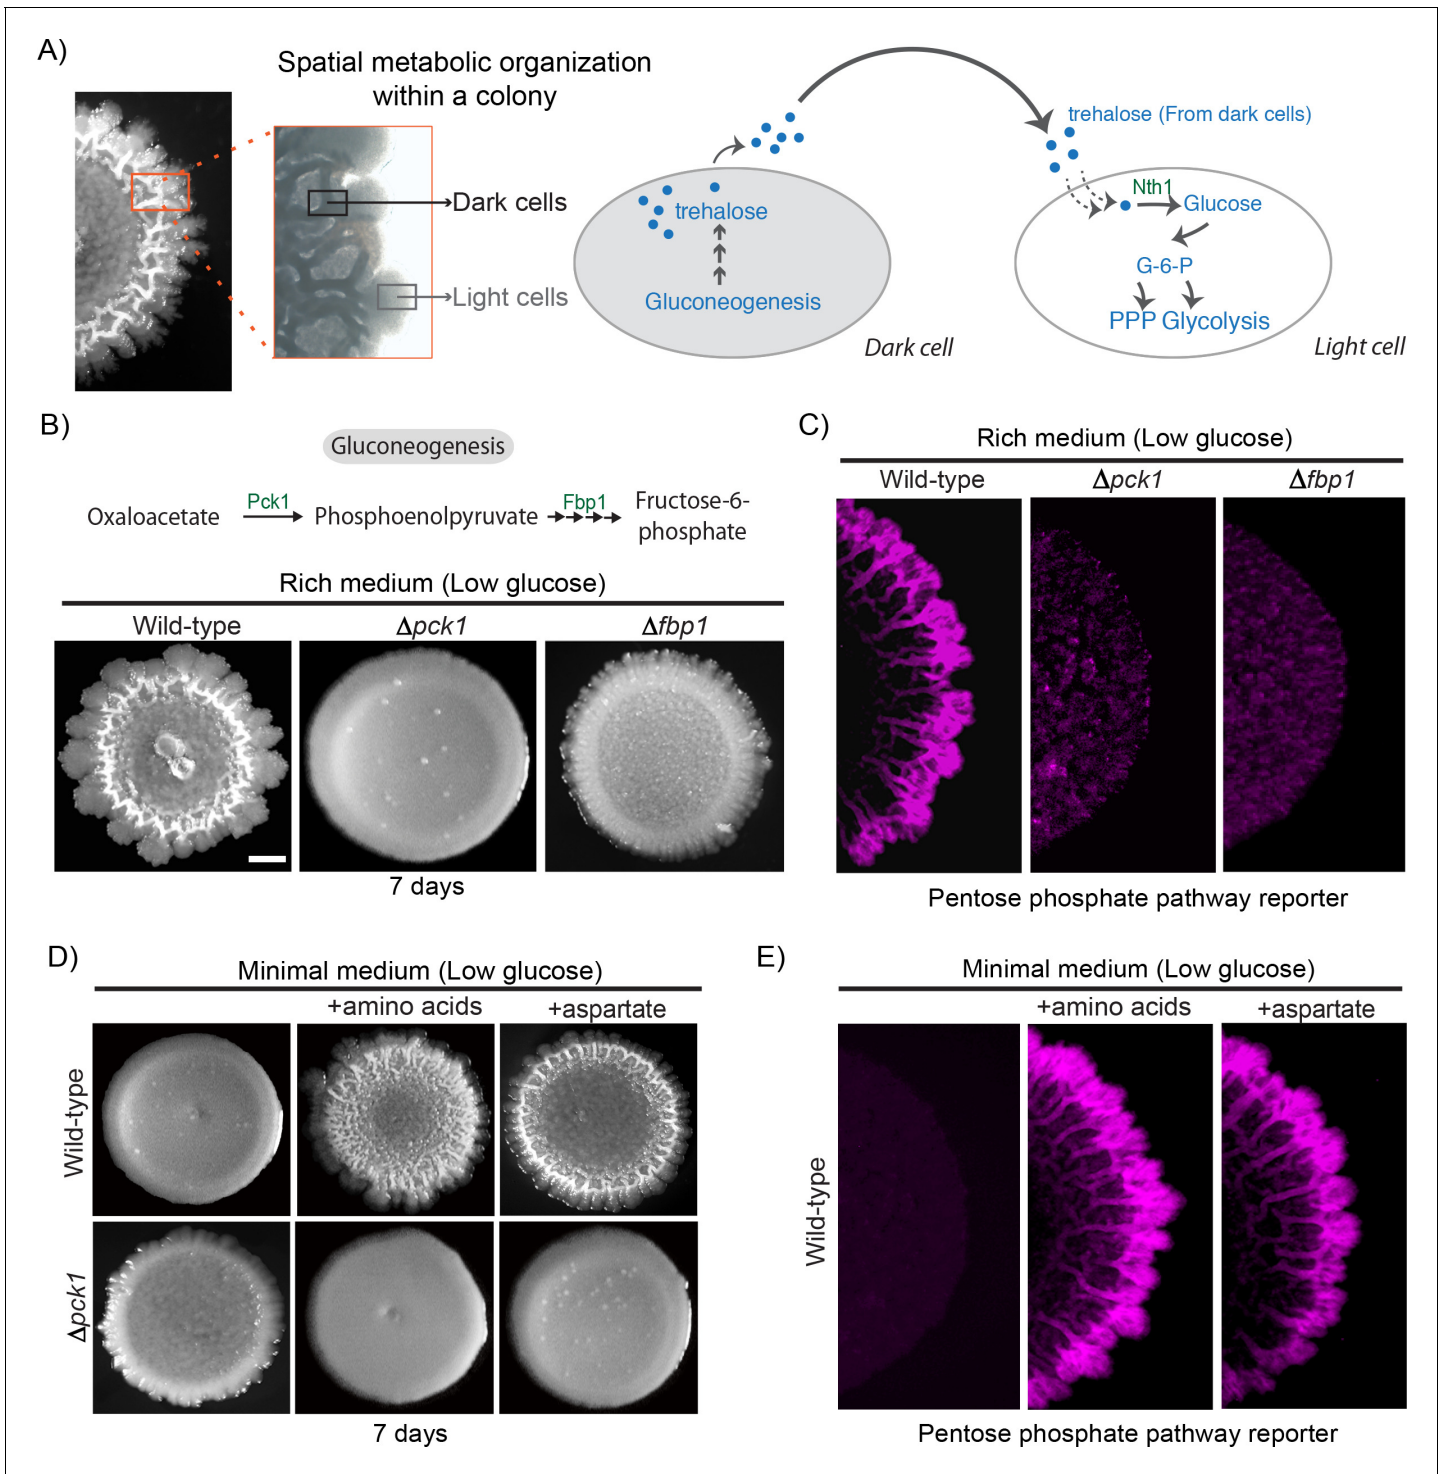 A)
Spatial metabolic organization
within a colony
Dark cells
Light cells
trehalose
Gluconeogenesis
Dark cell
trehalose (From dark cells)
Nth1
Glucose
G-6-P
PPP Glycolysis
Light cell
B)
Gluconeogenesis
Oxaloacetate
Pck1
Phosphoenolpyruvate
Fbp1
Fructose-6-
phosphate
Rich medium (Low glucose)
Wild-type
Δpck1
Δfbp1
7 days
C)
Rich medium (Low glucose)
Wild-type
Δpck1
Δfbp1
Pentose phosphate pathway reporter
D)
Minimal medium (Low glucose)
+amino acids
+aspartate
Wild-type
Δpck1
7 days
E)
Minimal medium (Low glucose)
+amino acids
+aspartate
Wild-type
Pentose phosphate pathway reporter